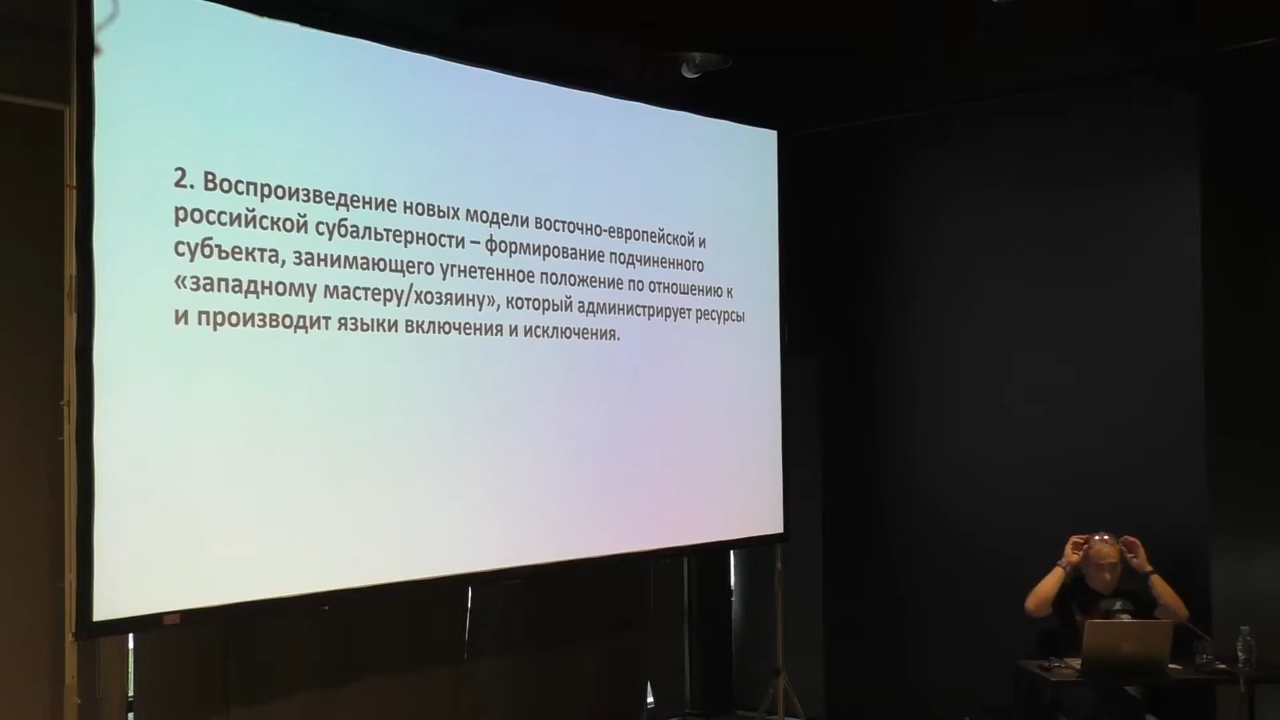 2. Воспроизведение новых модели восточно-европейской и
российской субальтерности – формирование подчиненного
субъекта, занимающего угнетенное положение по отношению к
«западному мастеру/хозяину», который администрирует ресурсы
и производит языки включения и исключения.